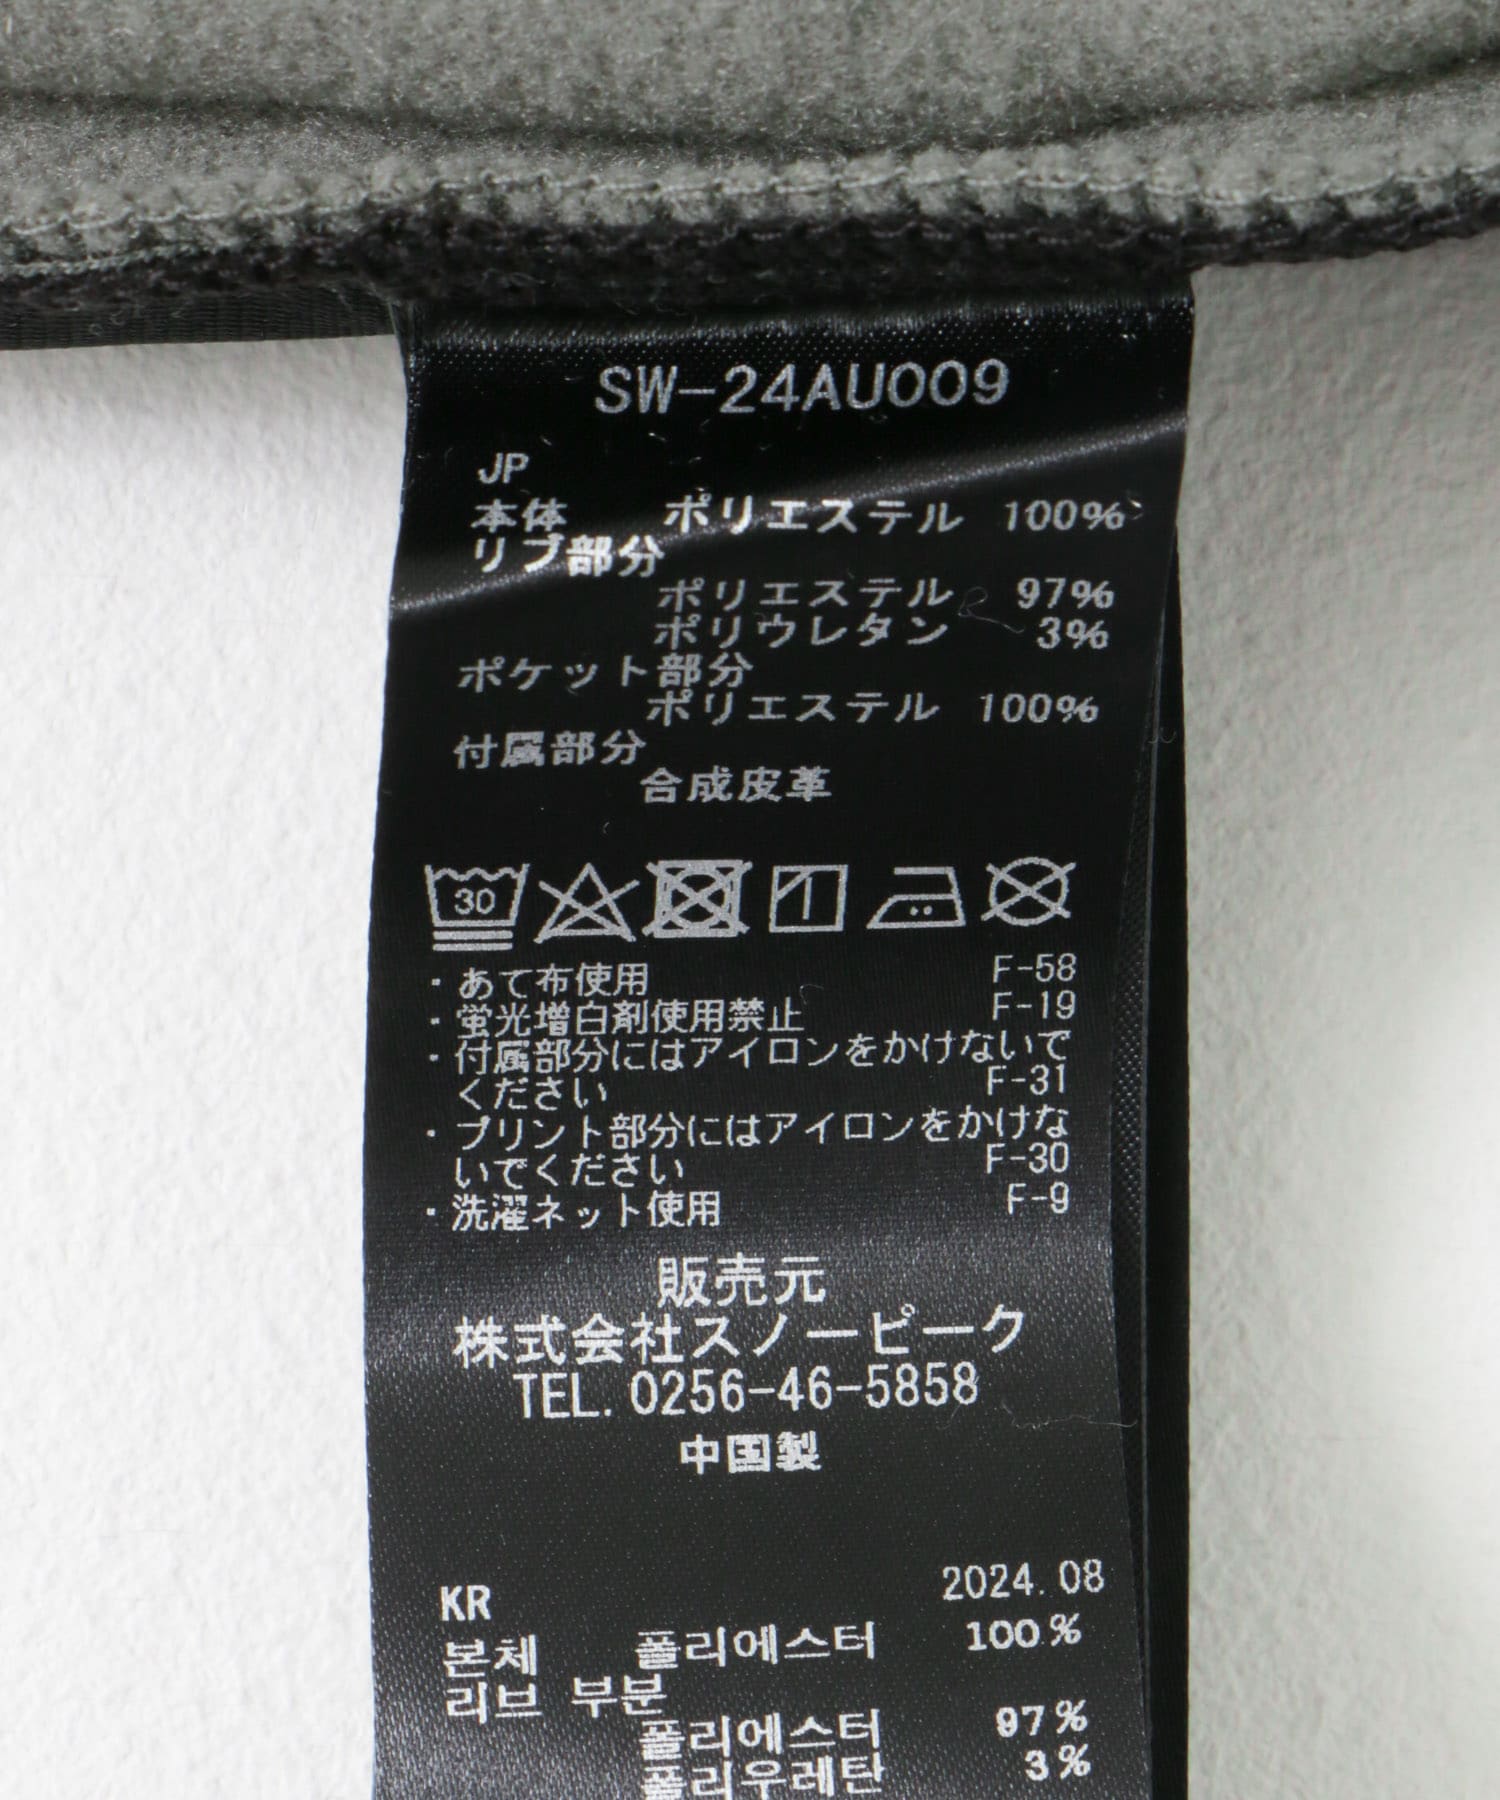 SW-24AU009
JP
本体 ポリエステル 100%
リブ部分
ポリエステル 97%
ポリウレタン 3%
ポケット部分
ポリエステル 100%
付属部分
合成皮革
30
・あて布使用 F-58
・蛍光増白剤使用禁止 F-19
・付属部分にはアイロンをかけないで
ください F-31
・プリント部分にはアイロンをかけな
いでください F-30
・洗濯ネット使用 F-9
販売元
株式会社スノーピーク
TEL. 0256-46-5858
中国製
2024. 08
KR
본체 폴리에스터 100%
리브 부분
폴리에스터 97%
폴리우레탄 3%